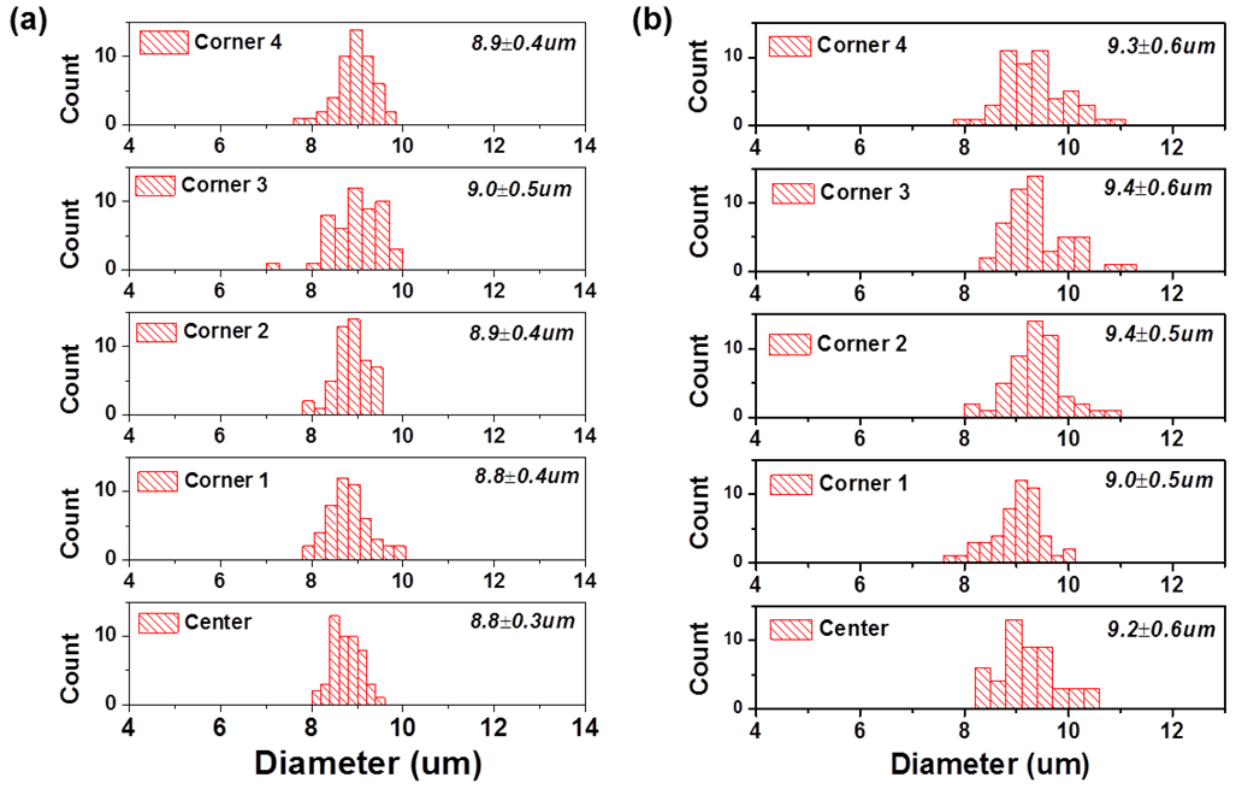 (a)
Count
10
0
Corner 4
8.9±0.4um
4 6 8 10 12 14
Count
10
0
Corner 3
9.0±0.5um
4 6 8 10 12 14
Count
10
0
Corner 2
8.9±0.4um
4 6 8 10 12 14
Count
10
0
Corner 1
8.8±0.4um
4 6 8 10 12 14
Count
10
0
Center
8.8±0.3um
4 6 8 10 12 14
Diameter (um)
(b)
Count
10
0
Corner 4
9.3±0.6um
4 6 8 10 12
Count
10
0
Corner 3
9.4±0.6um
4 6 8 10 12
Count
10
0
Corner 2
9.4±0.5um
4 6 8 10 12
Count
10
0
Corner 1
9.0±0.5um
4 6 8 10 12
Count
10
0
Center
9.2±0.6um
4 6 8 10 12
Diameter (um)